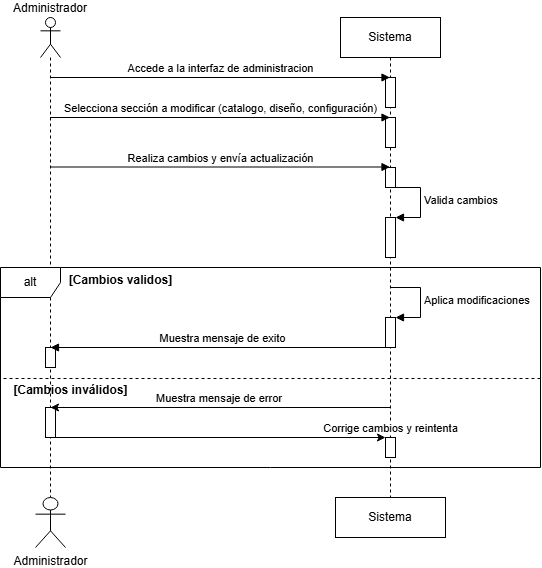 Administrador
Sistema
Accede a la interfaz de administracion
Selecciona sección a modificar (catalogo, diseño, configuración)
Realiza cambios y envía actualización
Valida cambios
alt
[Cambios validos]
Aplica modificaciones
Muestra mensaje de exito
[Cambios inválidos]
Muestra mensaje de error
Corrige cambios y reintenta
Sistema
Administrador